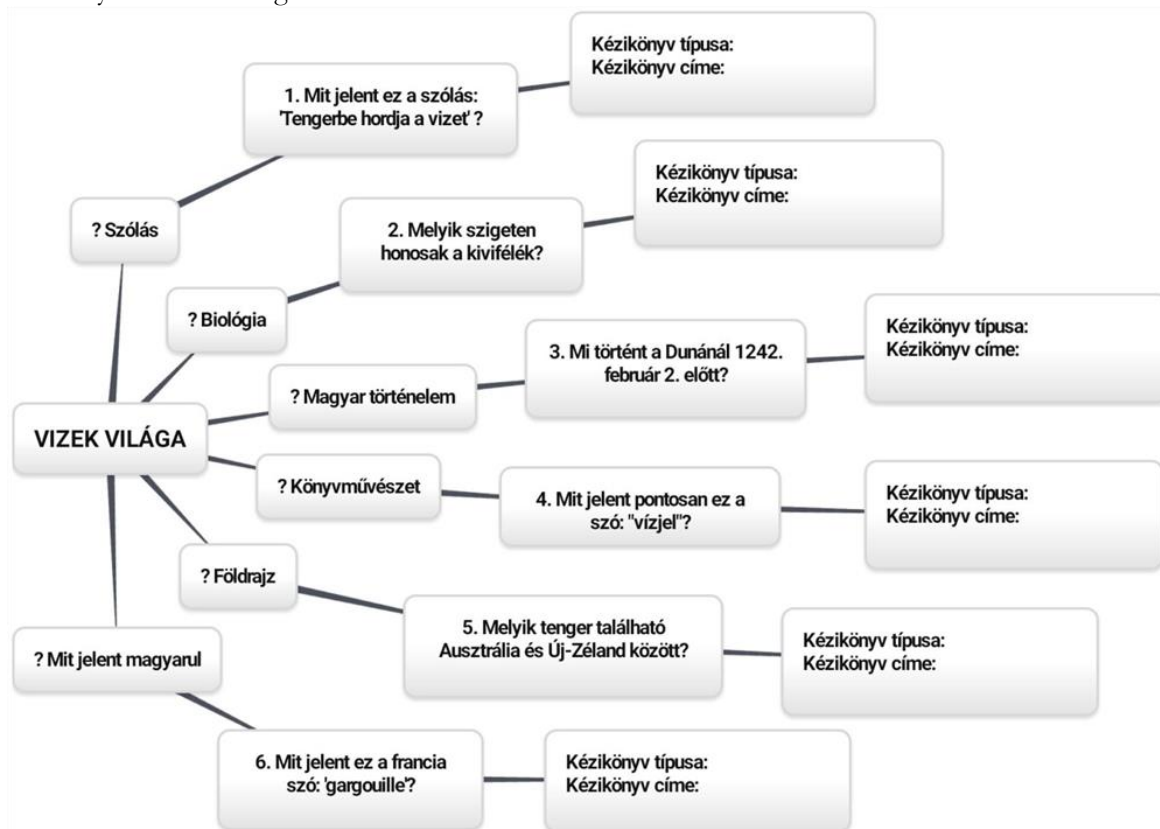 1. Mit jelent ez a szólás:
'Tengerbe hordja a vizet' ?
Kézikönyv típusa:
Kézikönyv címe:
? Szólás
2. Melyik szigeten
honosak a kivifélék?
Kézikönyv típusa:
Kézikönyv címe:
? Biológia
3. Mi történt a Dunánál 1242.
február 2. előtt?
Kézikönyv típusa:
Kézikönyv címe:
? Magyar történelem
VIZEK VILÁGA
? Könyvművészet
4. Mit jelent pontosan ez a
szó: "vízjel"?
Kézikönyv típusa:
Kézikönyv címe:
? Földrajz
5. Melyik tenger található
Ausztrália és Új-Zéland között?
Kézikönyv típusa:
Kézikönyv címe:
? Mit jelent magyarul
6. Mit jelent ez a francia
szó: 'gargouille'?
Kézikönyv típusa:
Kézikönyv címe: